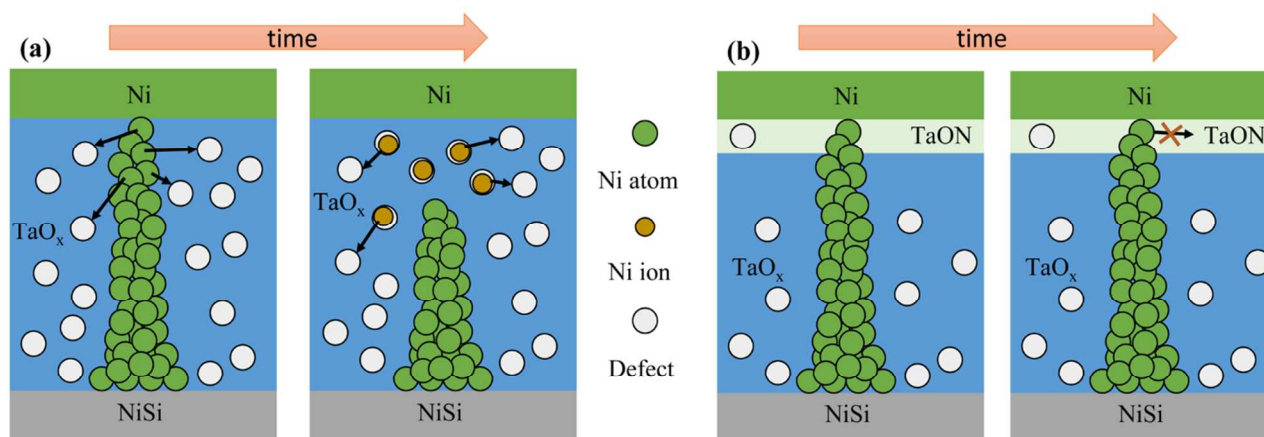 (a)
time
Ni
TaOₓ
NiSi
Ni
TaOₓ
NiSi
Ni atom
Ni ion
Defect
(b)
time
Ni
TaON
TaOₓ
NiSi
Ni
TaON
TaOₓ
NiSi